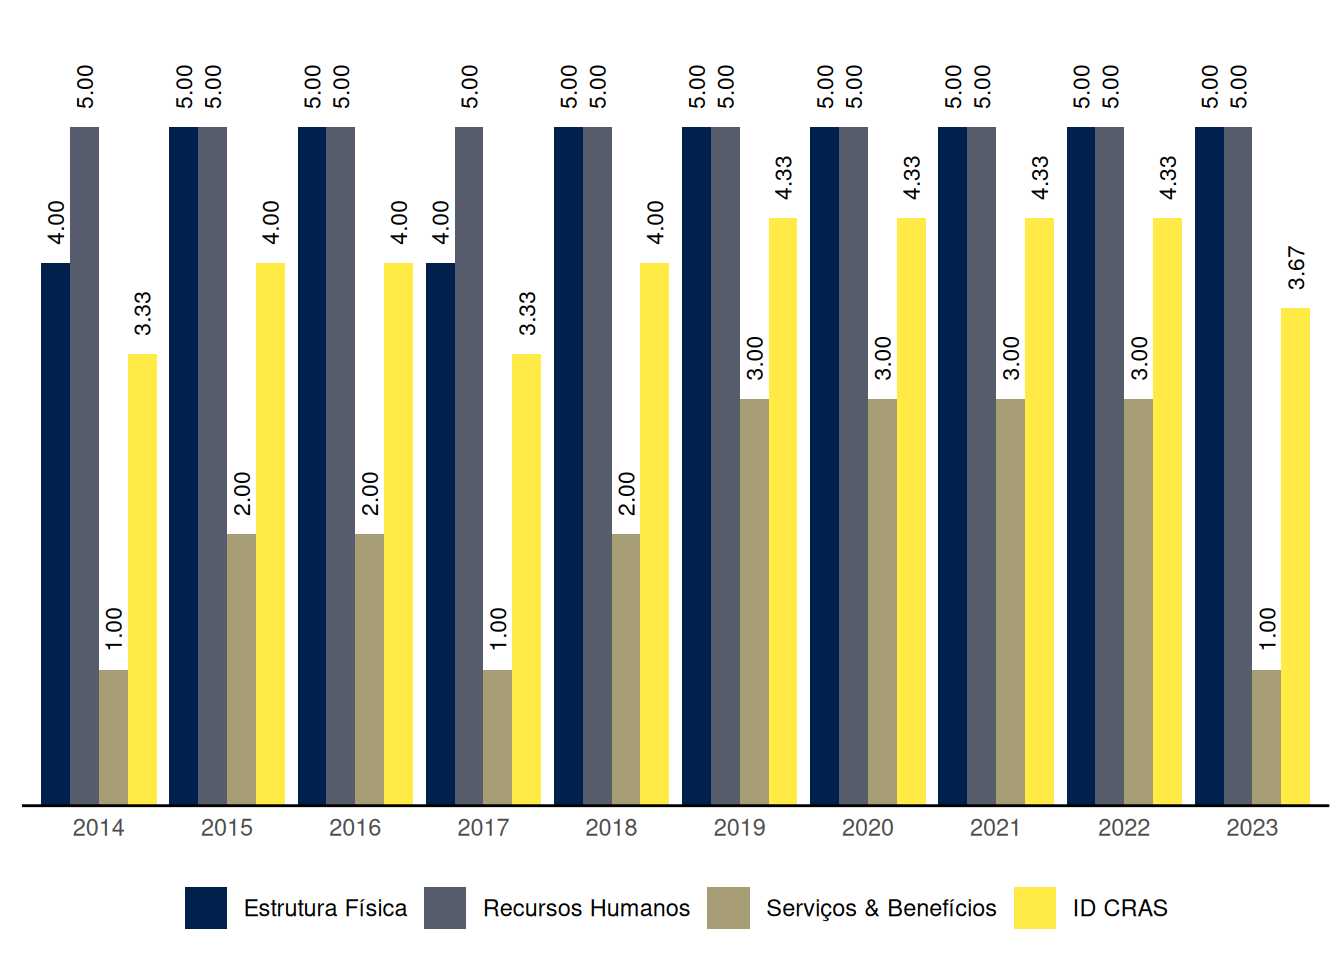 5.00 5.00 5.00 5.00 5.00 5.00 5.00 5.00 5.00 5.00 5.00 5.00 5.00 5.00 5.00 5.00 5.00 5.00
4.33 4.33 4.33 4.33
4.00 4.00 4.00 4.00 4.00
3.67
3.33 3.33
3.00 3.00 3.00 3.00
2.00 2.00 2.00
1.00 1.00 1.00
2014 2015 2016 2017 2018 2019 2020 2021 2022 2023
Estrutura Física Recursos Humanos Serviços & Benefícios ID CRAS